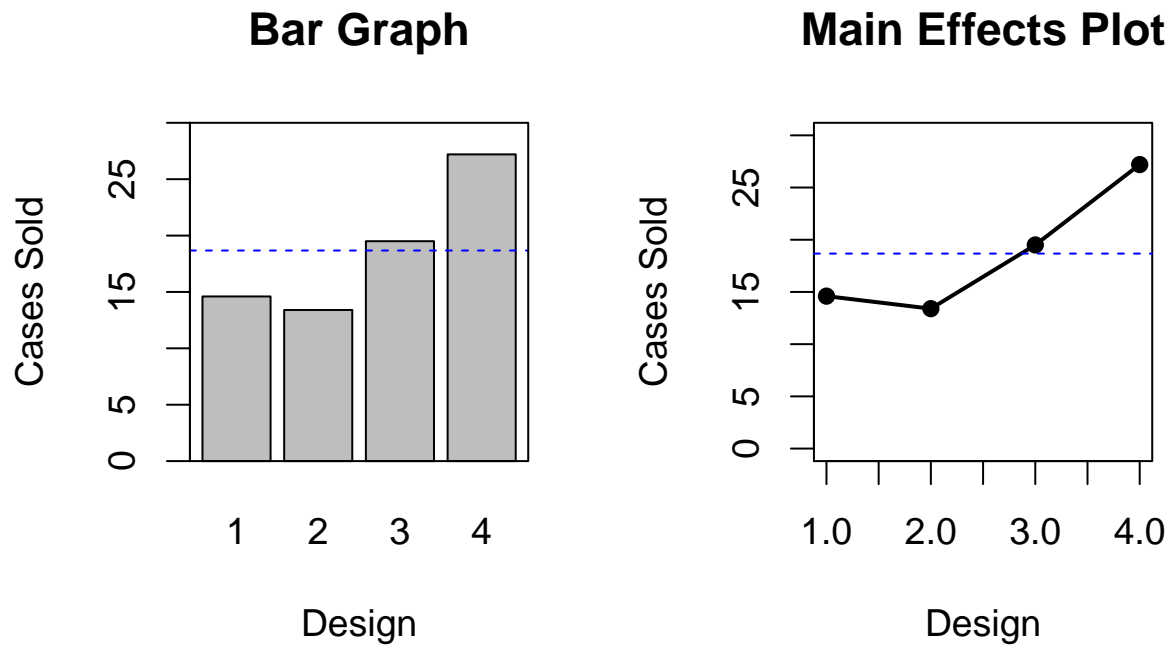 Bar Graph
Cases Sold
25
15
5
0
1 2 3 4
Design
Main Effects Plot
Cases Sold
25
15
5
0
1.0 2.0 3.0 4.0
Design